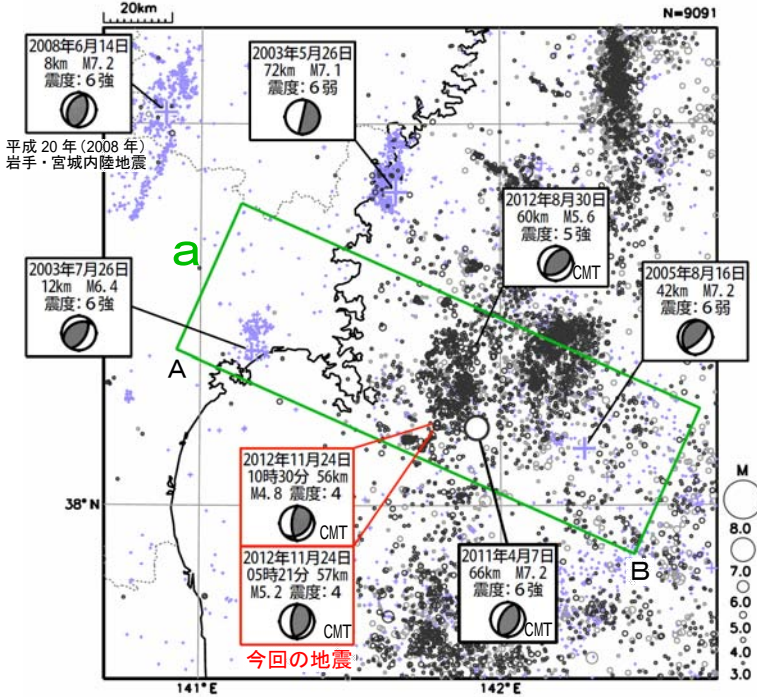 20km
N=9091
2008年6月14日
8km M7.2
震度：6強
平成20年（2008年）
岩手・宮城内陸地震
2003年5月26日
72km M7.1
震度：6弱
2012年8月30日
60km M5.6
震度：5強
CMT
a
2003年7月26日
12km M6.4
震度：6強
2005年8月16日
42km M7.2
震度：6弱
A
2012年11月24日
10時30分 56km
M4.8 震度：4
CMT
2012年11月24日
05時21分 57km
M5.2 震度：4
CMT
今回の地震
2011年4月7日
66km M7.2
震度：6強
CMT
B
38°N
141°E
142°E
M
8.0
7.0
6.0
5.0
4.0
3.0